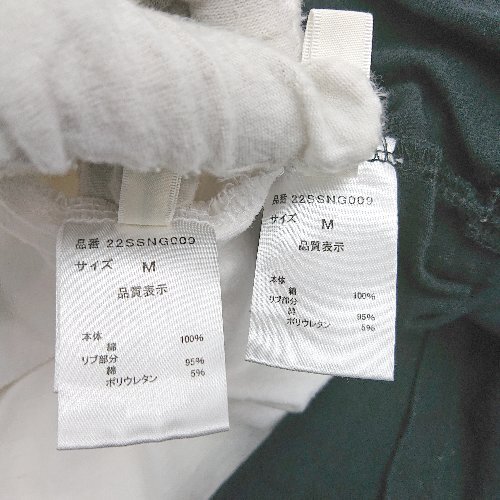 品番 22SSNG009
サイズ M
品質表示
本体
綿 100%
リブ部分
綿 95%
ポリウレタン 5%
品番 22SSNG009
サイズ M
品質表示
本体
綿 100%
リブ部分
綿 95%
ポリウレタン 5%